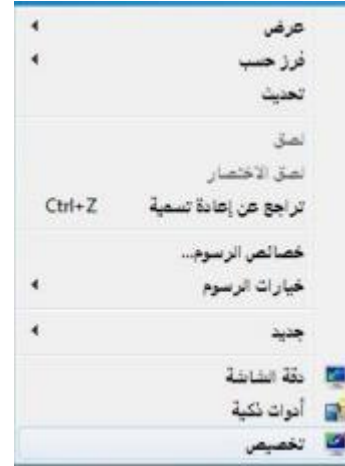 عرض
فرز حسب
تحديث
لصق
لصق الاختصار
تراجع عن إعادة تسمية Ctrl+Z
خصائص الرسوم...
خيارات الرسوم
جديد
دقة الشاشة
أدوات ذكية
تخصيص